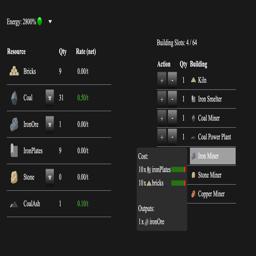 Energy: 2800%
Building Slots: 4 / 64
Resource Qty Rate (net)
Action Qty Building
Bricks 9 0.00/t
+ - 1 Kiln
Coal 31 0.50/t
+ - 1 Iron Smelter
+ - 1 Coal Miner
IronOre 1 0.00/t
+ - 1 Coal Power Plant
IronPlates 9 0.00/t
Iron Miner
Cost:
10 x ironPlates
10 x bricks
Stone 0 0.00/t
Stone Miner
Copper Miner
CoalAsh 1 0.10/t
Outputs:
1 x ironOre